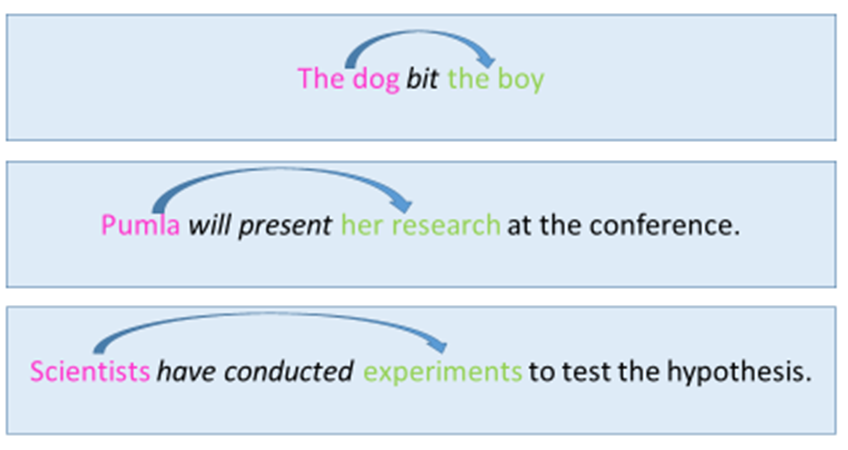 The dog bit the boy
Pumla will present her research at the conference.
Scientists have conducted experiments to test the hypothesis.